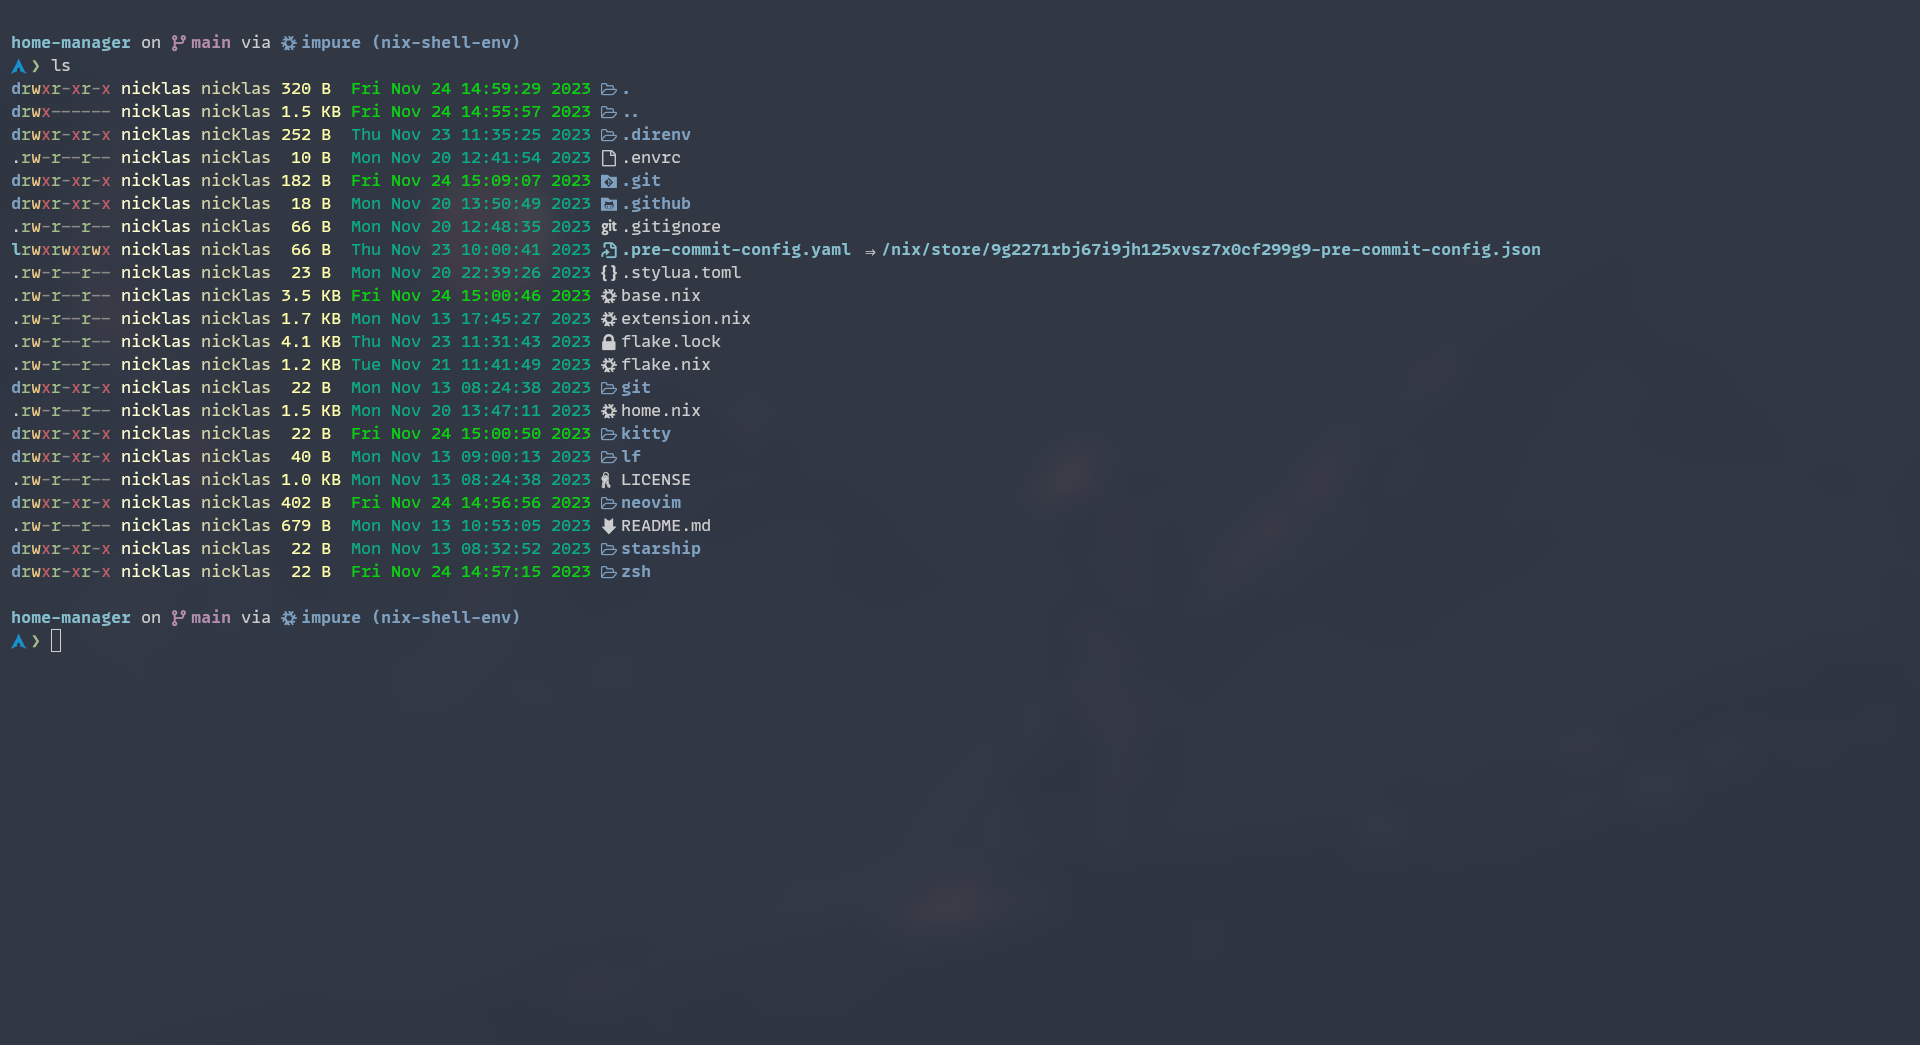 home-manager on main via impure (nix-shell-env)
❯ ls
drwxr-xr-x nicklas nicklas 320 B Fri Nov 24 14:59:29 2023 .
drwx------ nicklas nicklas 1.5 KB Fri Nov 24 14:55:57 2023 ..
drwxr-xr-x nicklas nicklas 252 B Thu Nov 23 11:35:25 2023 .direnv
.rw-r--r-- nicklas nicklas 10 B Mon Nov 20 12:41:54 2023 .envrc
drwxr-xr-x nicklas nicklas 182 B Fri Nov 24 15:09:07 2023 .git
drwxr-xr-x nicklas nicklas 18 B Mon Nov 20 13:50:49 2023 .github
.rw-r--r-- nicklas nicklas 66 B Mon Nov 20 12:48:35 2023 git .gitignore
lrwxrwxrwx nicklas nicklas 66 B Thu Nov 23 10:00:41 2023 .pre-commit-config.yaml ⇒ /nix/store/9g2271rbj67i9jh125xvsz7x0cf299g9-pre-commit-config.json
.rw-r--r-- nicklas nicklas 23 B Mon Nov 20 22:39:26 2023 {} .stylua.toml
.rw-r--r-- nicklas nicklas 3.5 KB Fri Nov 24 15:00:46 2023 base.nix
.rw-r--r-- nicklas nicklas 1.7 KB Mon Nov 13 17:45:27 2023 extension.nix
.rw-r--r-- nicklas nicklas 4.1 KB Thu Nov 23 11:31:43 2023 flake.lock
.rw-r--r-- nicklas nicklas 1.2 KB Tue Nov 21 11:41:49 2023 flake.nix
drwxr-xr-x nicklas nicklas 22 B Mon Nov 13 08:24:38 2023 git
.rw-r--r-- nicklas nicklas 1.5 KB Mon Nov 20 13:47:11 2023 home.nix
drwxr-xr-x nicklas nicklas 22 B Fri Nov 24 15:00:50 2023 kitty
drwxr-xr-x nicklas nicklas 40 B Mon Nov 13 09:00:13 2023 lf
.rw-r--r-- nicklas nicklas 1.0 KB Mon Nov 13 08:24:38 2023 LICENSE
drwxr-xr-x nicklas nicklas 402 B Fri Nov 24 14:56:56 2023 neovim
.rw-r--r-- nicklas nicklas 679 B Mon Nov 13 10:53:05 2023 README.md
drwxr-xr-x nicklas nicklas 22 B Mon Nov 13 08:32:52 2023 starship
drwxr-xr-x nicklas nicklas 22 B Fri Nov 24 14:57:15 2023 zsh
home-manager on main via impure (nix-shell-env)
❯